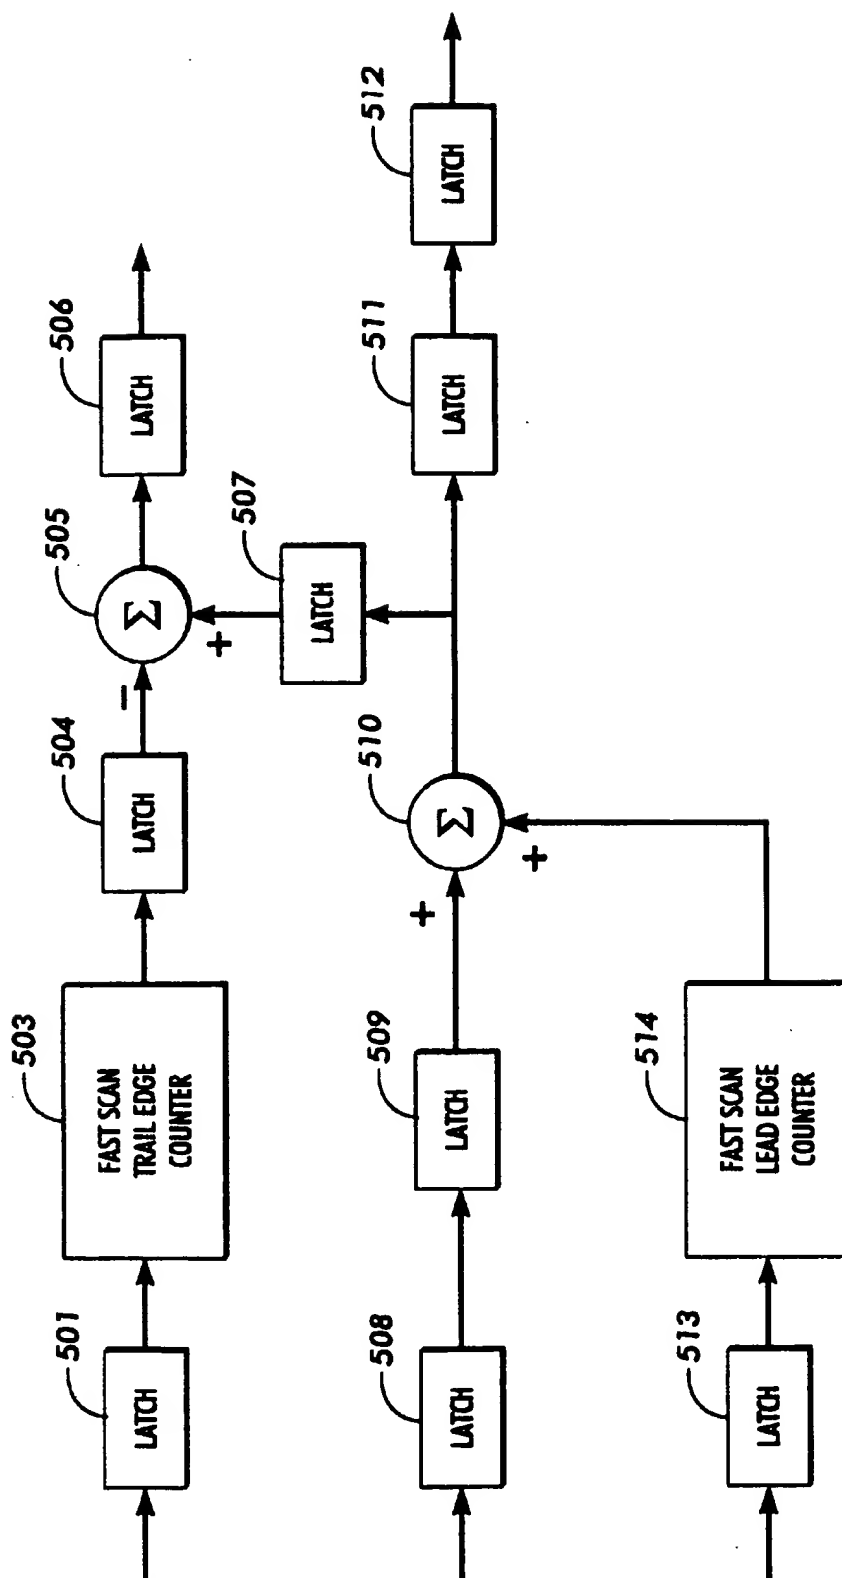 501
LATCH
503
FAST SCAN
TRAIL EDGE
COUNTER
504
LATCH
−
505
Σ
+
506
LATCH
507
LATCH
508
LATCH
509
LATCH
+
510
Σ
+
511
LATCH
512
LATCH
513
LATCH
514
FAST SCAN
LEAD EDGE
COUNTER